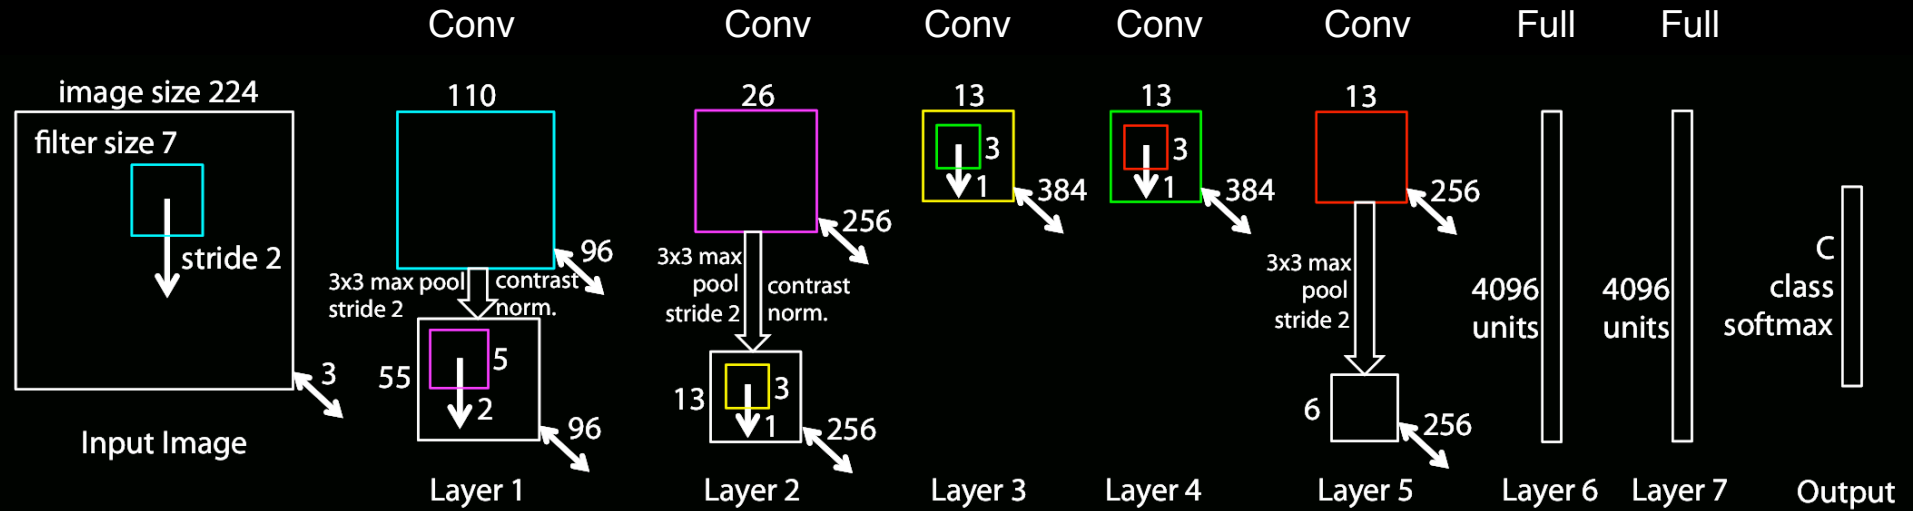 Conv
Conv
Conv
Conv
Conv
Full
Full
image size 224
filter size 7
stride 2
3
Input Image
110
96
3x3 max pool
stride 2
contrast
norm.
55
5
2
96
Layer 1
26
256
3x3 max
pool
stride 2
contrast
norm.
13
3
1
256
Layer 2
13
3
1
384
Layer 3
13
3
1
384
Layer 4
13
256
3x3 max
pool
stride 2
6
256
Layer 5
4096
units
Layer 6
4096
units
Layer 7
C
class
softmax
Output